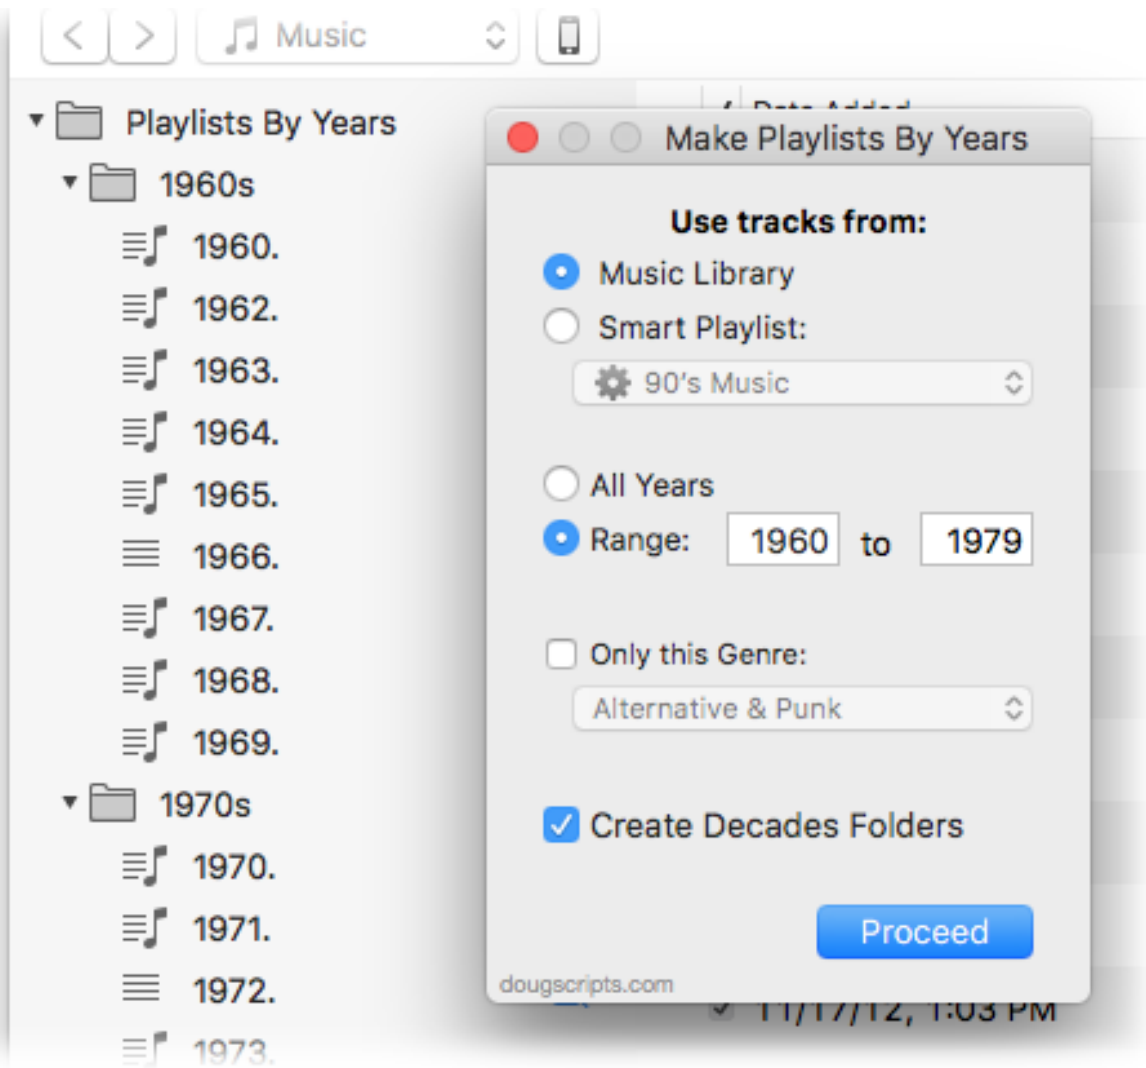 Music
Playlists By Years
1960s
1960.
1962.
1963.
1964.
1965.
1966.
1967.
1968.
1969.
1970s
1970.
1971.
1972.
1973.
Date Added
Make Playlists By Years
Use tracks from:
Music Library
Smart Playlist:
90's Music
All Years
Range: 1960 to 1979
Only this Genre:
Alternative & Punk
Create Decades Folders
Proceed
dougscripts.com
11/17/12, 1:03 PM